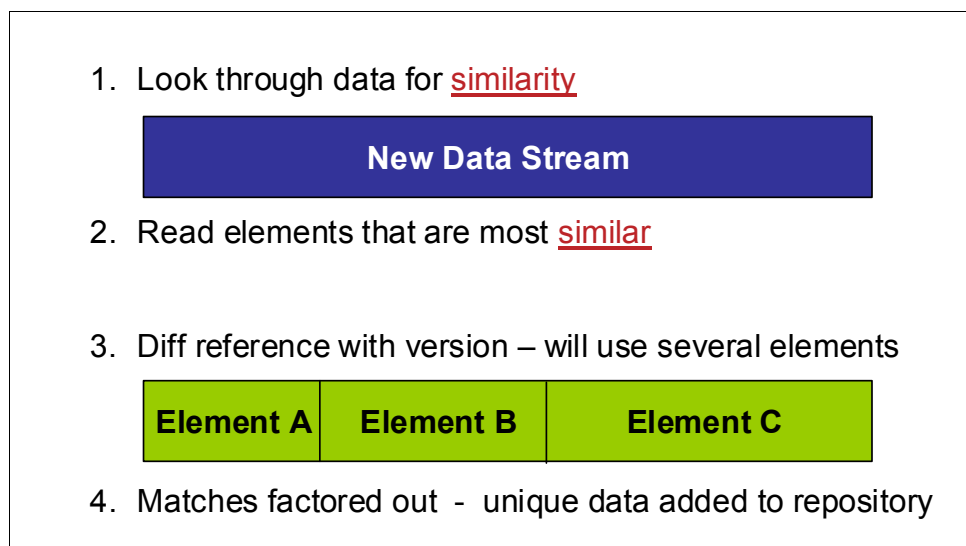 1. Look through data for similarity
New Data Stream
2. Read elements that are most similar
3. Diff reference with version – will use several elements
Element A Element B Element C
4. Matches factored out - unique data added to repository